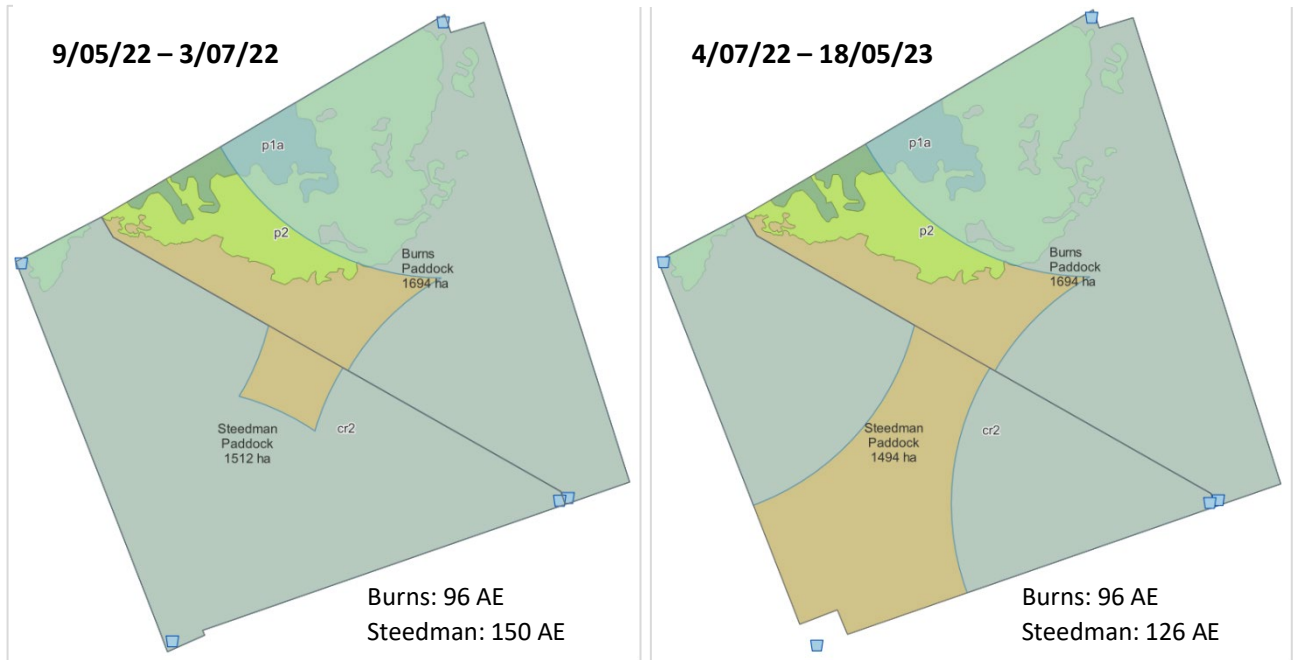 9/05/22 – 3/07/22
p1a
p2
Burns
Paddock
1694 ha
Steedman
Paddock
1512 ha
cr2
Burns: 96 AE
Steedman: 150 AE
4/07/22 – 18/05/23
p1a
p2
Burns
Paddock
1694 ha
Steedman
Paddock
1494 ha
cr2
Burns: 96 AE
Steedman: 126 AE